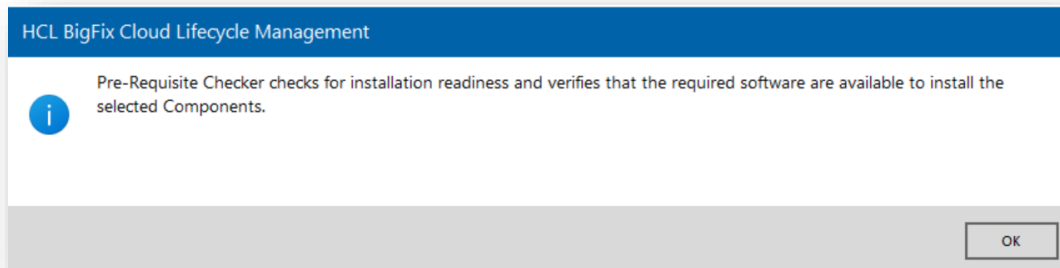 HCL BigFix Cloud Lifecycle Management
Pre-Requisite Checker checks for installation readiness and verifies that the required software are available to install the
selected Components.
OK